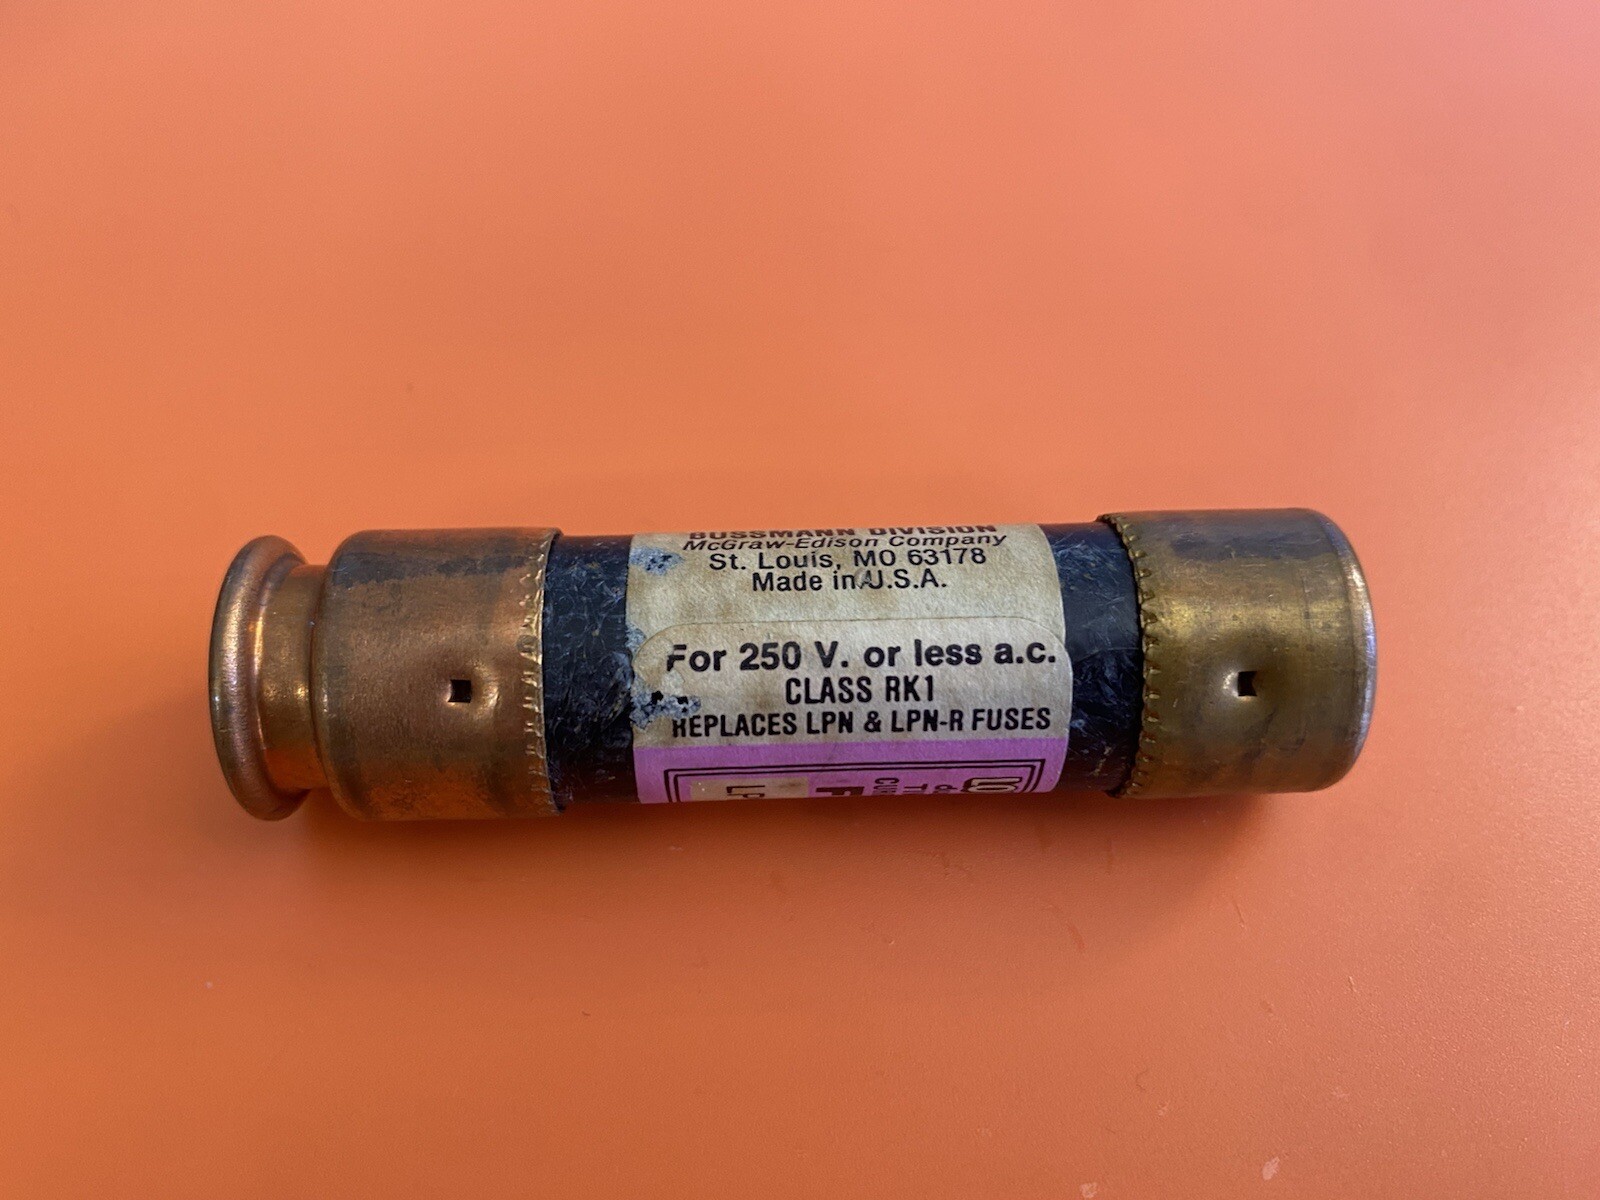 BUSSMANN DIVISION
McGraw-Edison Company
St. Louis, MO 63178
Made in U.S.A.
For 250 V. or less a.c.
CLASS RK1
REPLACES LPN & LPN-R FUSES